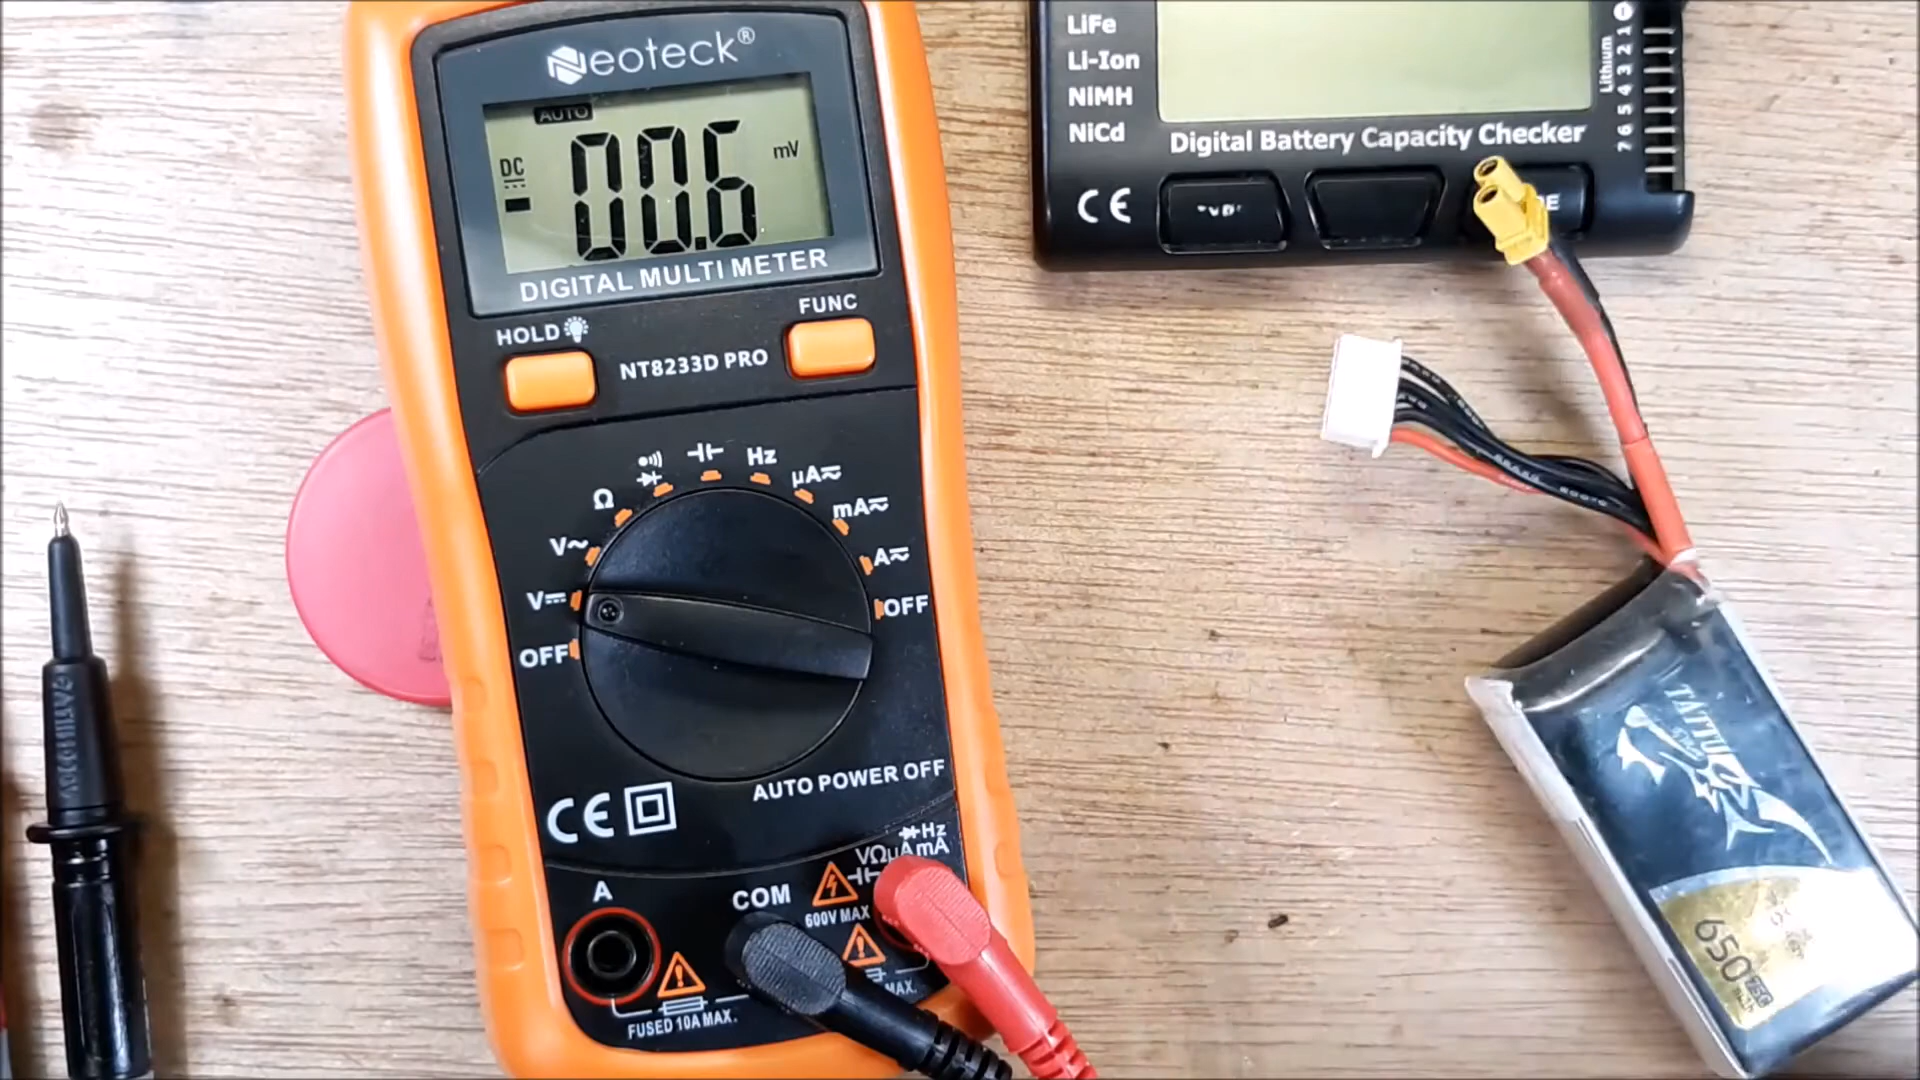 Neoteck®
AUTO
DC
-00.6 mV
DIGITAL MULTI METER
HOLD
FUNC
NT8233D PRO
Hz
µA
mA
Ω
V~
A
V
OFF
OFF
AUTO POWER OFF
CE
Hz
VΩµAmA
A
COM
600V MAX
MAX.
FUSED 10A MAX.
LiFe
Li-Ion
NiMH
NiCd
Lithium
7 6 5 4 3 2 1
Digital Battery Capacity Checker
CE
TATTU
650
75C